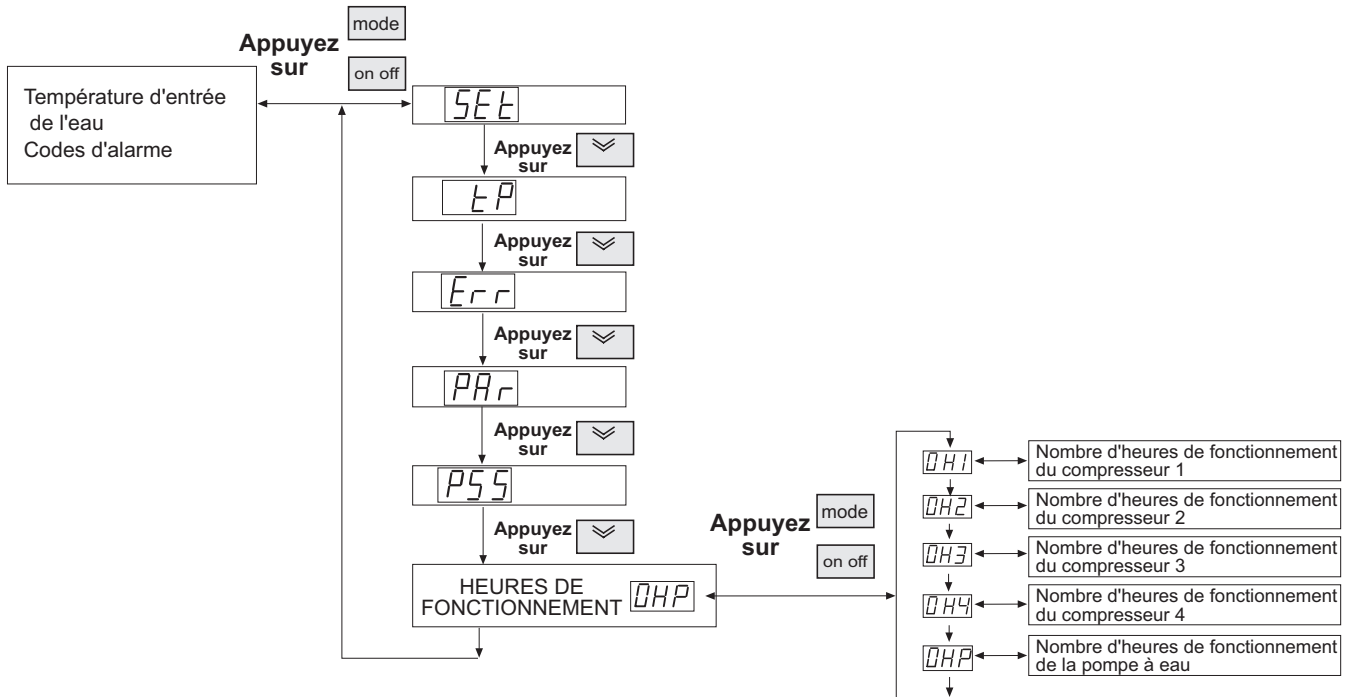 mode
Appuyez
sur
on off
Température d'entrée
de l'eau
Codes d'alarme
SEt
Appuyez
sur
tP
Appuyez
sur
Err
Appuyez
sur
PAr
Appuyez
sur
PSS
Appuyez
sur
HEURES DE
FONCTIONNEMENT OHP
Appuyez
sur
mode
on off
OH1
Nombre d'heures de fonctionnement
du compresseur 1
OH2
Nombre d'heures de fonctionnement
du compresseur 2
OH3
Nombre d'heures de fonctionnement
du compresseur 3
OH4
Nombre d'heures de fonctionnement
du compresseur 4
OHP
Nombre d'heures de fonctionnement
de la pompe à eau